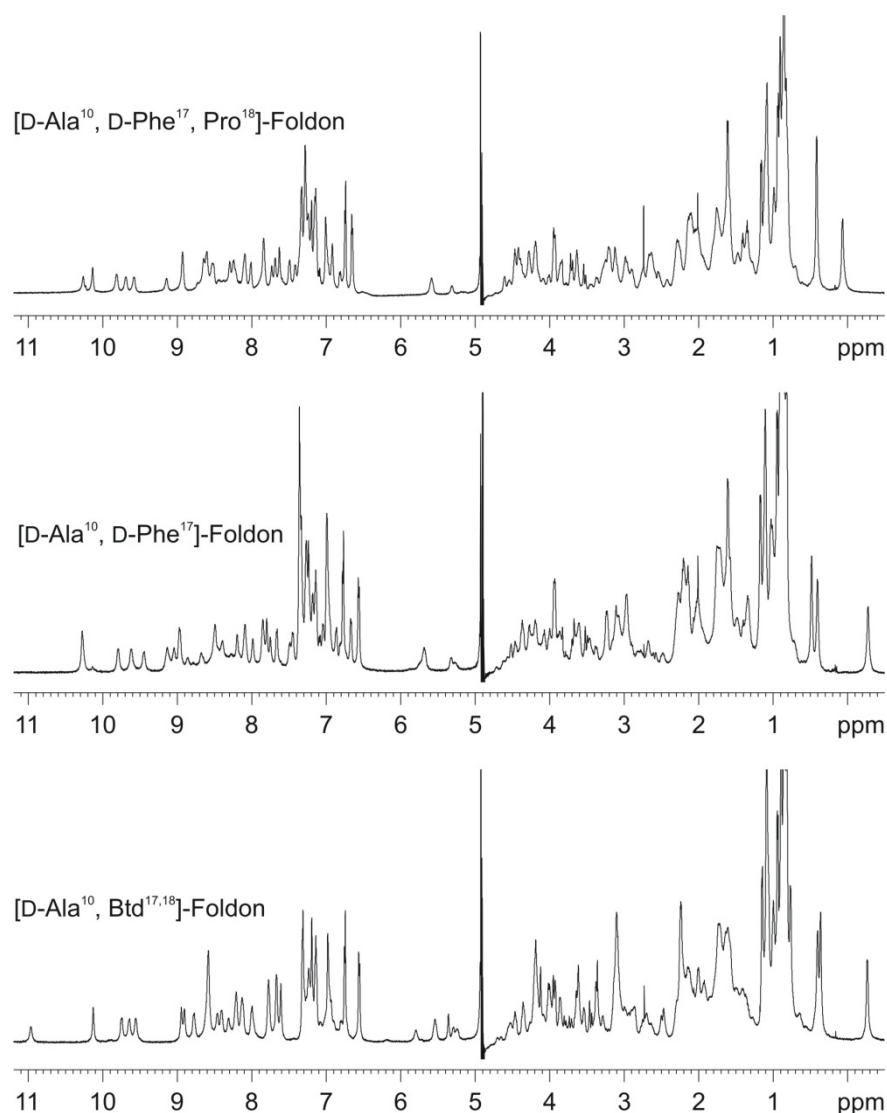 [D-Ala10, D-Phe17, Pro18]-Foldon
11 10 9 8 7 6 5 4 3 2 1 ppm
[D-Ala10, D-Phe17]-Foldon
11 10 9 8 7 6 5 4 3 2 1 ppm
[D-Ala10, Btd17,18]-Foldon
11 10 9 8 7 6 5 4 3 2 1 ppm